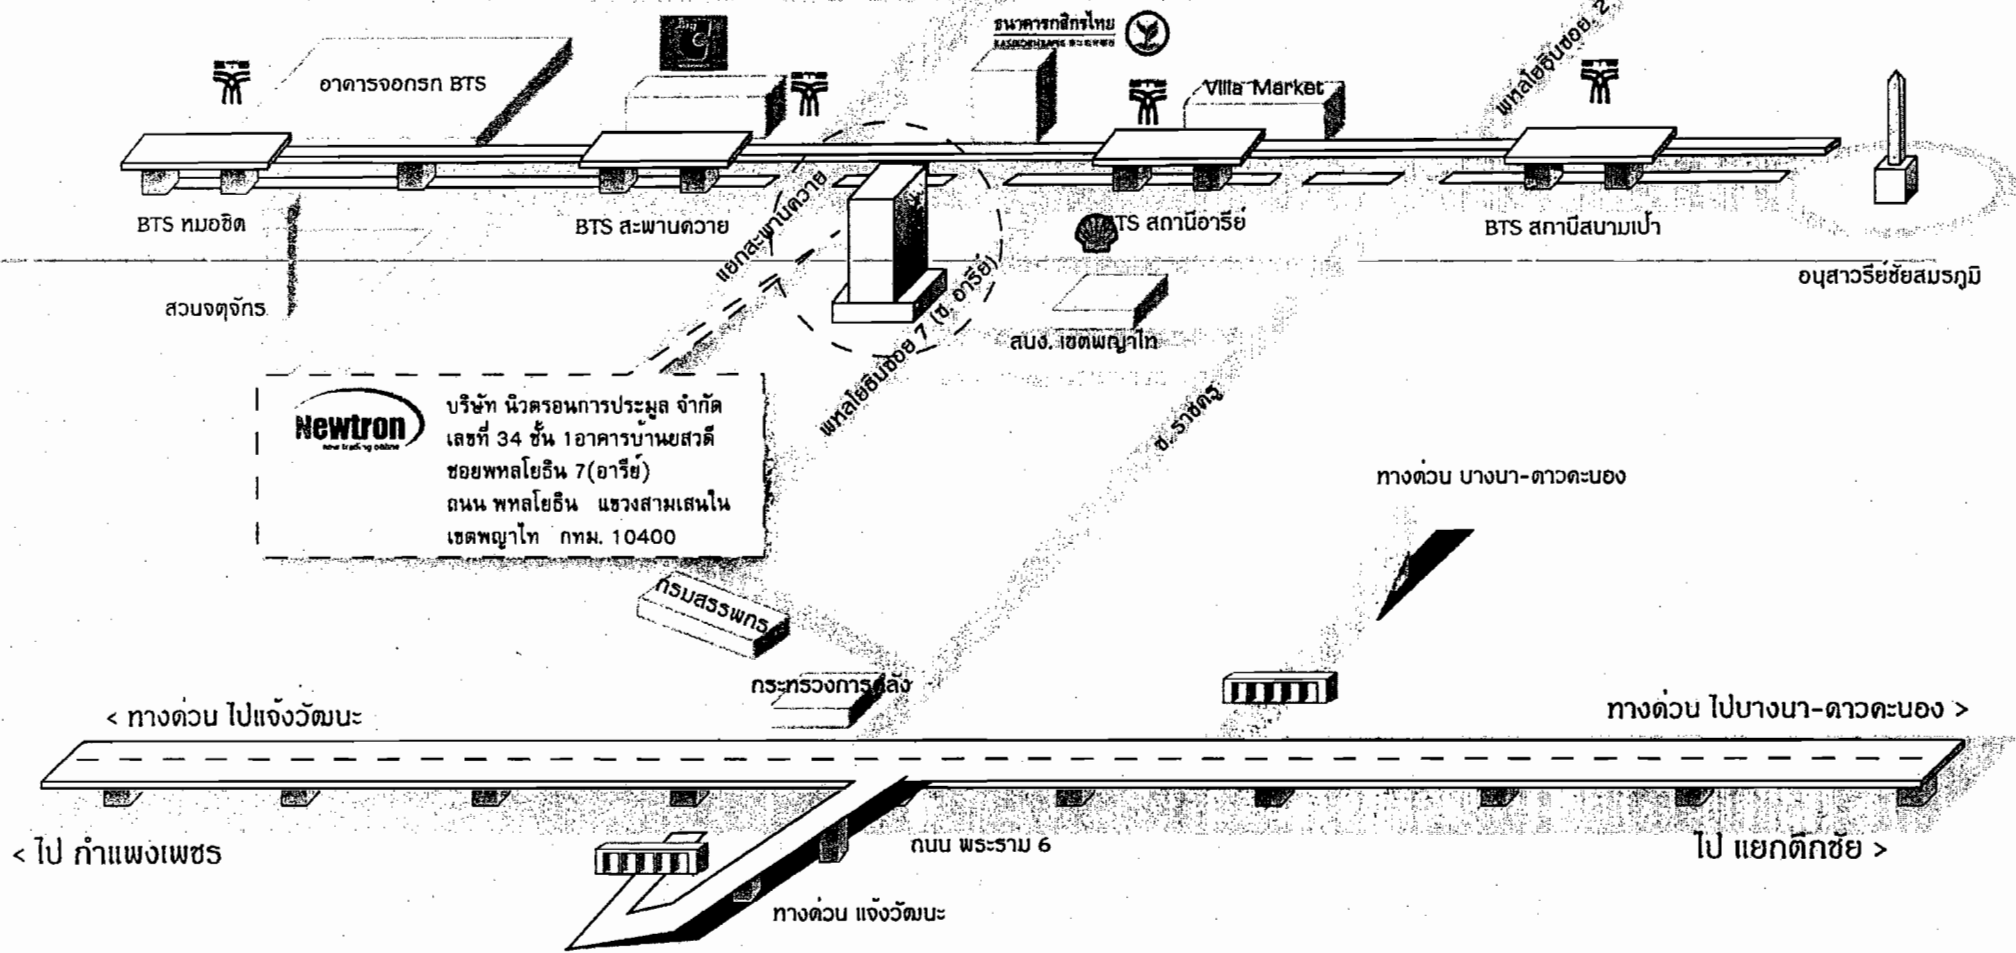 ธนาคารกสิกรไทย
อาคารจอดรถ BTS
Villa Market
พหลโยธินซอย. 2
BTS หมอชิต
BTS สะพานควาย
แยกสะพานควาย
TS สถานีอารีย์
BTS สถานีสนามเป้า
อนุสาวรีย์ชัยสมรภูมิ
สวนจตุจักร
สนง. เขตพญาไท
พหลโยธินซอย 7 (ซ. อารีย์)
ซ. ราชครู
Newtron
new trading online
บริษัท นิวตรอนการประมูล จำกัด
เลขที่ 34 ชั้น 1อาคารบ้านยสวดี
ซอยพหลโยธิน 7(อารีย์)
ถนน พหลโยธิน แขวงสามเสนใน
เขตพญาไท กทม. 10400
ทางด่วน บางนา-ดาวคะนอง
กรมสรรพกร
กระทรวงการคลัง
< ทางด่วน ไปแจ้งวัฒนะ
ทางด่วน ไปบางนา-ดาวคะนอง >
< ไป กำแพงเพชร
ถนน พระราม 6
ไป แยกตึกชัย >
ทางด่วน แจ้งวัฒนะ